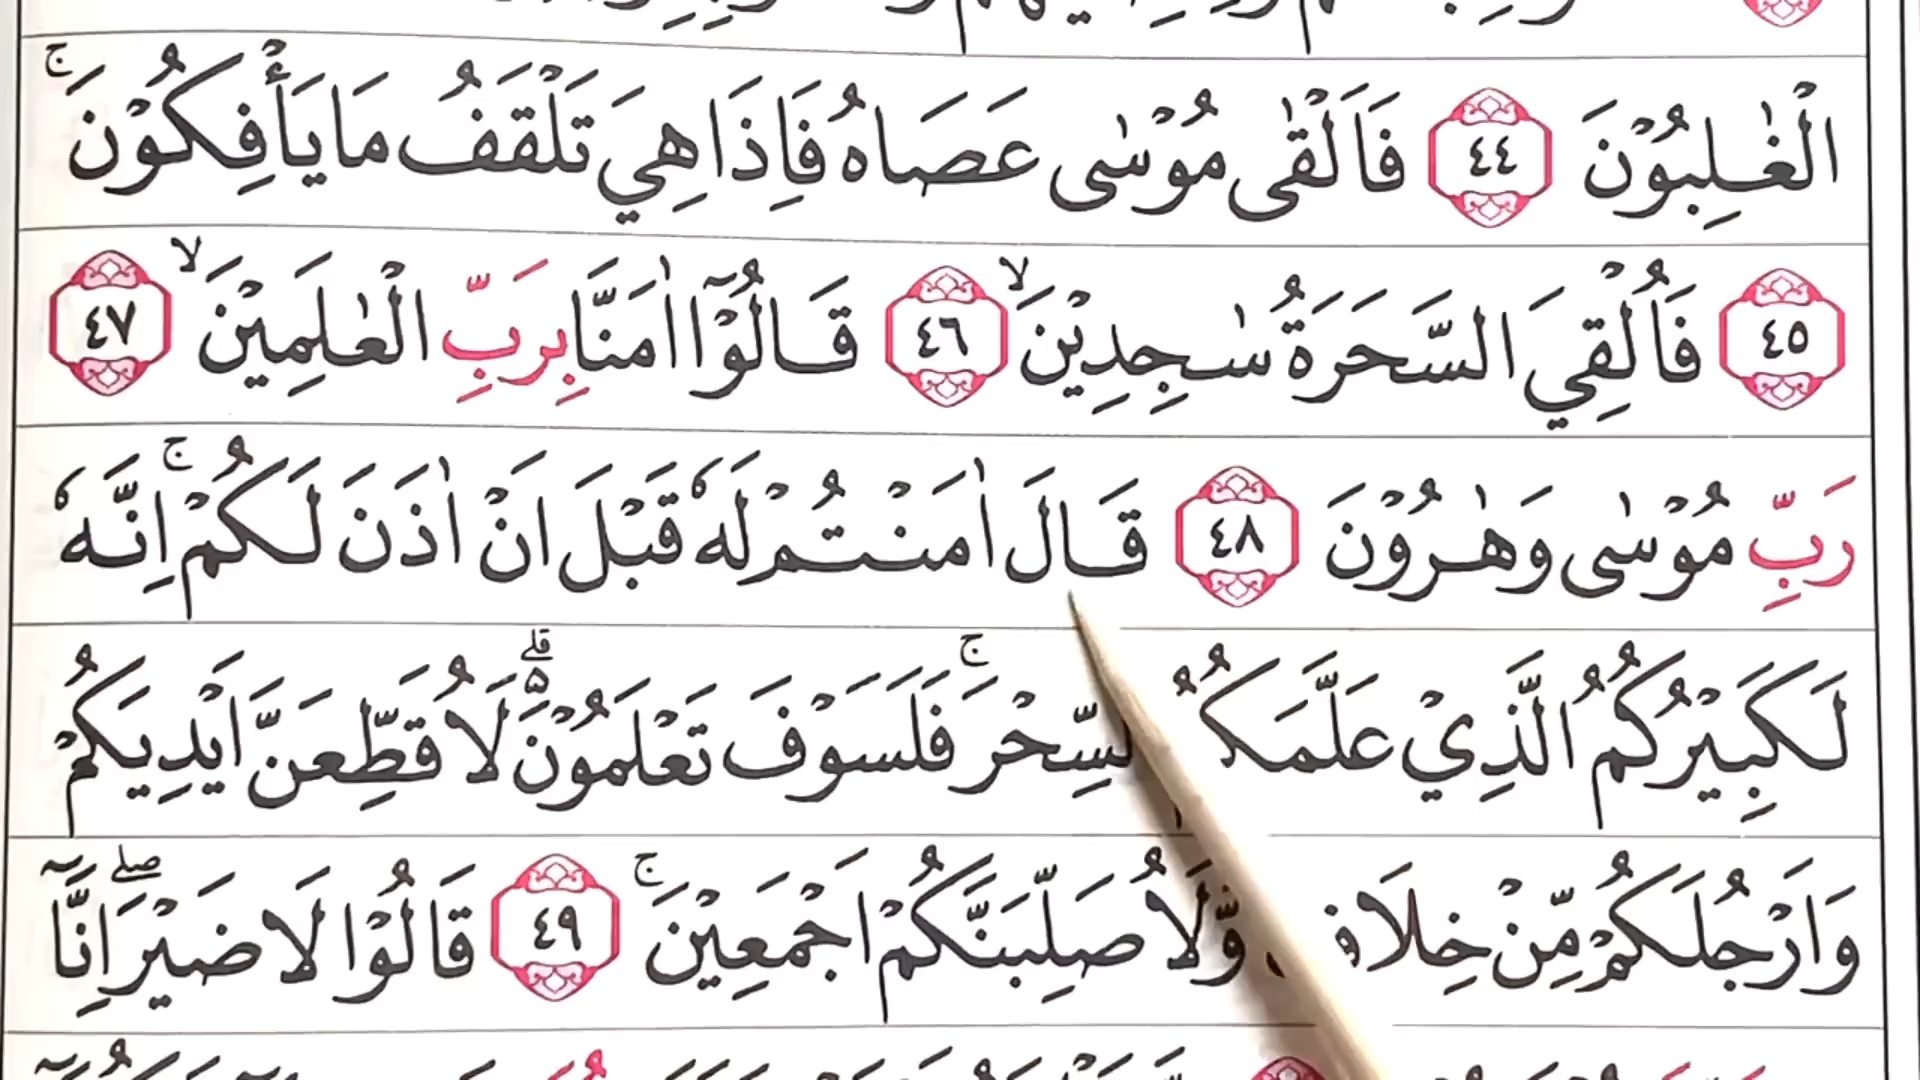 الْغٰلِبُوْنَ ٤٤ فَاَلْقٰى مُوْسٰى عَصَاهُ فَاِذَا هِيَ تَلْقَفُ مَا يَأْفِكُوْنَ ۚ
٤٥ فَاُلْقِيَ السَّحَرَةُ سٰجِدِيْنَ ۙ ٤٦ قَالُوْٓا اٰمَنَّا بِرَبِّ الْعٰلَمِيْنَ ۙ ٤٧
رَبِّ مُوْسٰى وَهٰرُوْنَ ٤٨ قَالَ اٰمَنْتُمْ لَهٗ قَبْلَ اَنْ اٰذَنَ لَكُمْ ۚ اِنَّهٗ
لَكَبِيْرُكُمُ الَّذِيْ عَلَّمَكُمُ السِّحْرَ ۚ فَلَسَوْفَ تَعْلَمُوْنَ ۗ ە لَاُقَطِّعَنَّ اَيْدِيَكُمْ
وَاَرْجُلَكُمْ مِّنْ خِلَافٍ وَّلَاُصَلِّبَنَّكُمْ اَجْمَعِيْنَ ۚ ٤٩ قَالُوْا لَا ضَيْرَ ۖ اِنَّآ